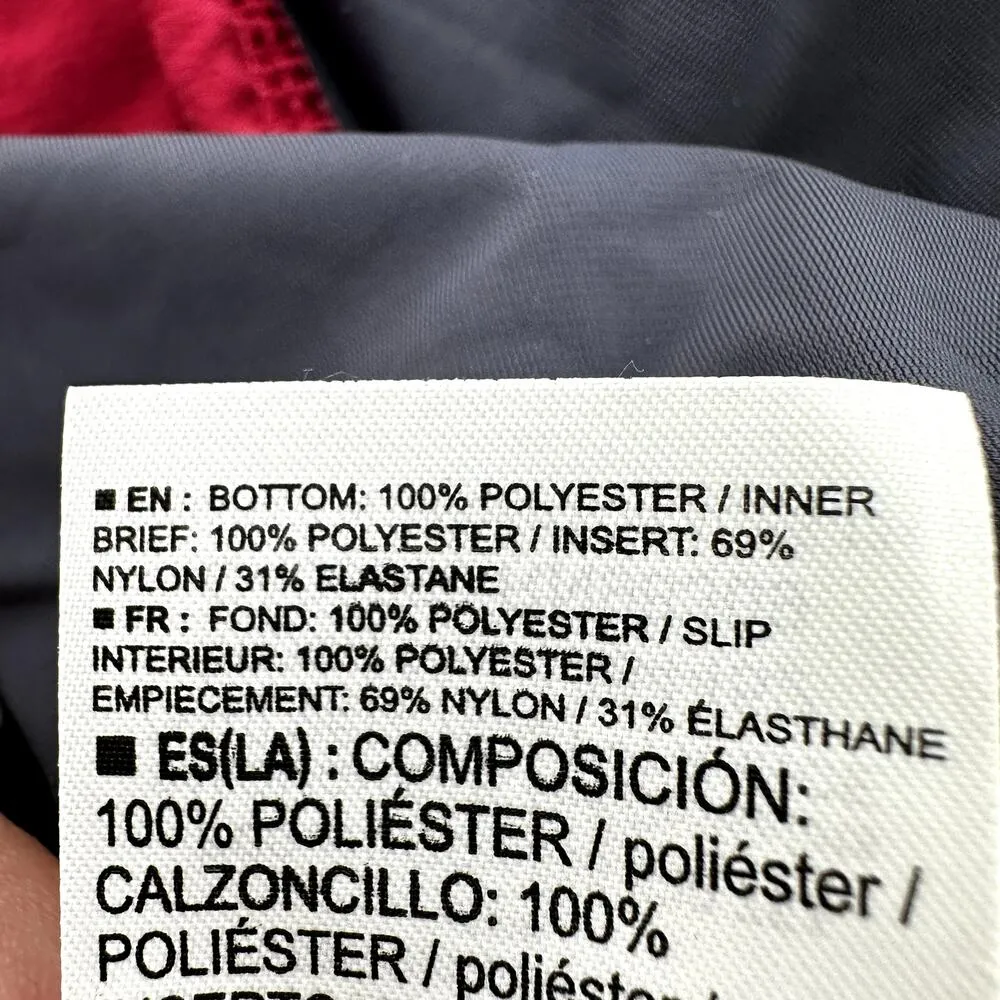 ■ EN : BOTTOM: 100% POLYESTER / INNER
BRIEF: 100% POLYESTER / INSERT: 69%
NYLON / 31% ELASTANE
■ FR : FOND: 100% POLYESTER / SLIP
INTERIEUR: 100% POLYESTER /
EMPIECEMENT: 69% NYLON / 31% ÉLASTHANE
■ ES(LA) : COMPOSICIÓN:
100% POLIÉSTER / poliéster /
CALZONCILLO: 100%
POLIÉSTER /